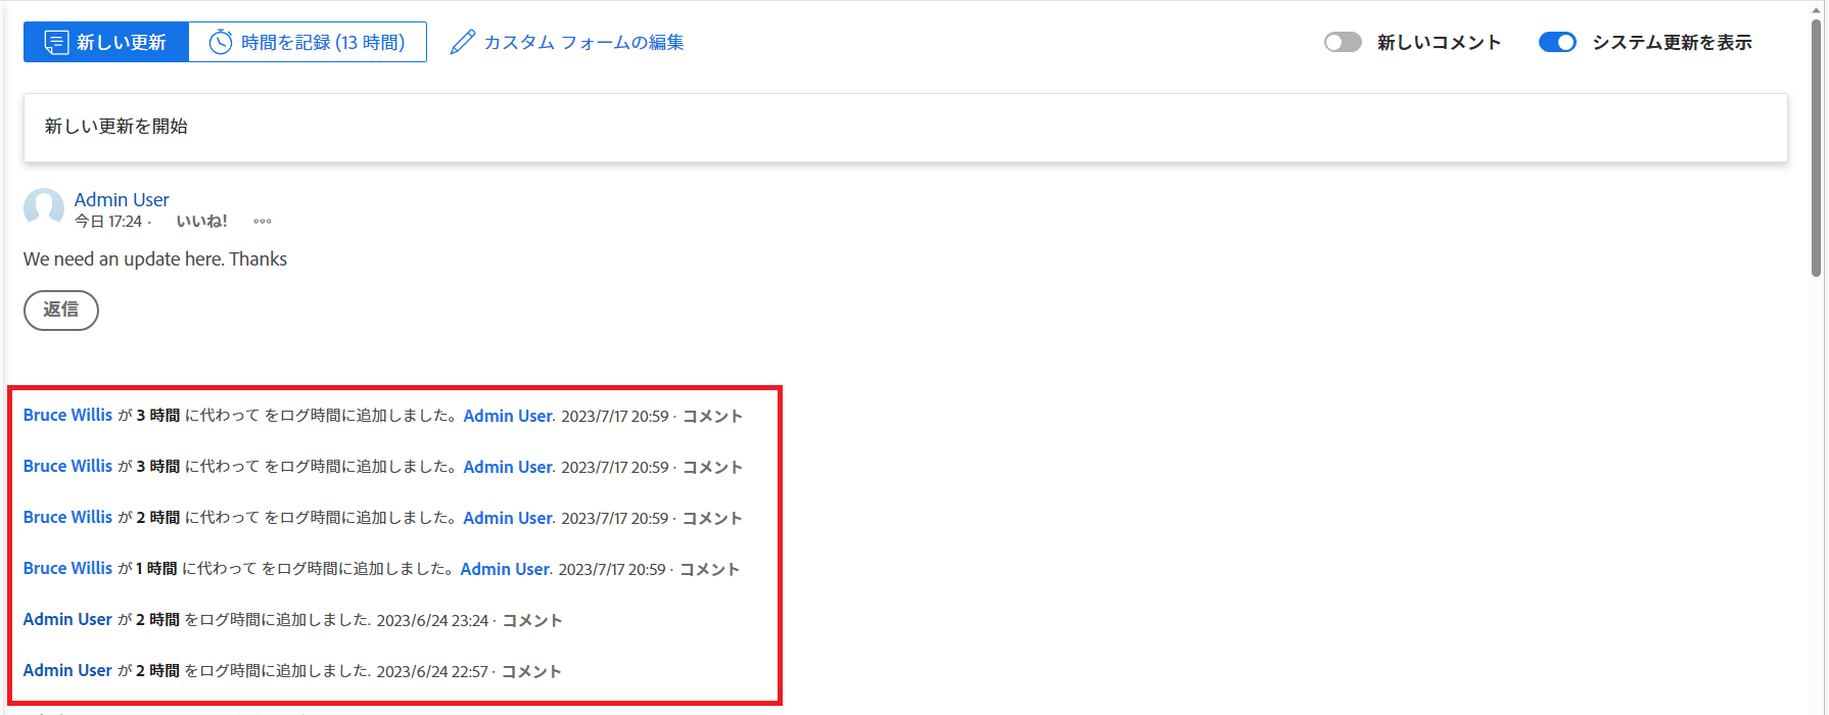 新しい更新 時間を記録 (13 時間) カスタム フォームの編集 新しいコメント システム更新を表示
新しい更新を開始
Admin User
今日 17:24 · いいね!
We need an update here. Thanks
返信
Bruce Willis が 3 時間 に代わって をログ時間に追加しました。Admin User. 2023/7/17 20:59 · コメント
Bruce Willis が 3 時間 に代わって をログ時間に追加しました。Admin User. 2023/7/17 20:59 · コメント
Bruce Willis が 2 時間 に代わって をログ時間に追加しました。Admin User. 2023/7/17 20:59 · コメント
Bruce Willis が 1 時間 に代わって をログ時間に追加しました。Admin User. 2023/7/17 20:59 · コメント
Admin User が 2 時間 をログ時間に追加しました. 2023/6/24 23:24 · コメント
Admin User が 2 時間 をログ時間に追加しました. 2023/6/24 22:57 · コメント